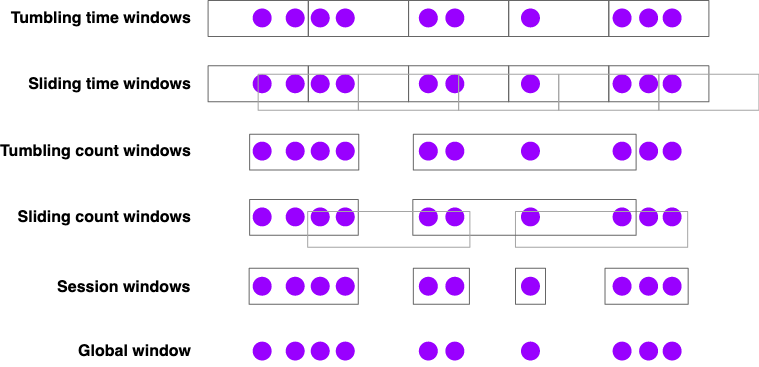 Tumbling time windows
Sliding time windows
Tumbling count windows
Sliding count windows
Session windows
Global window